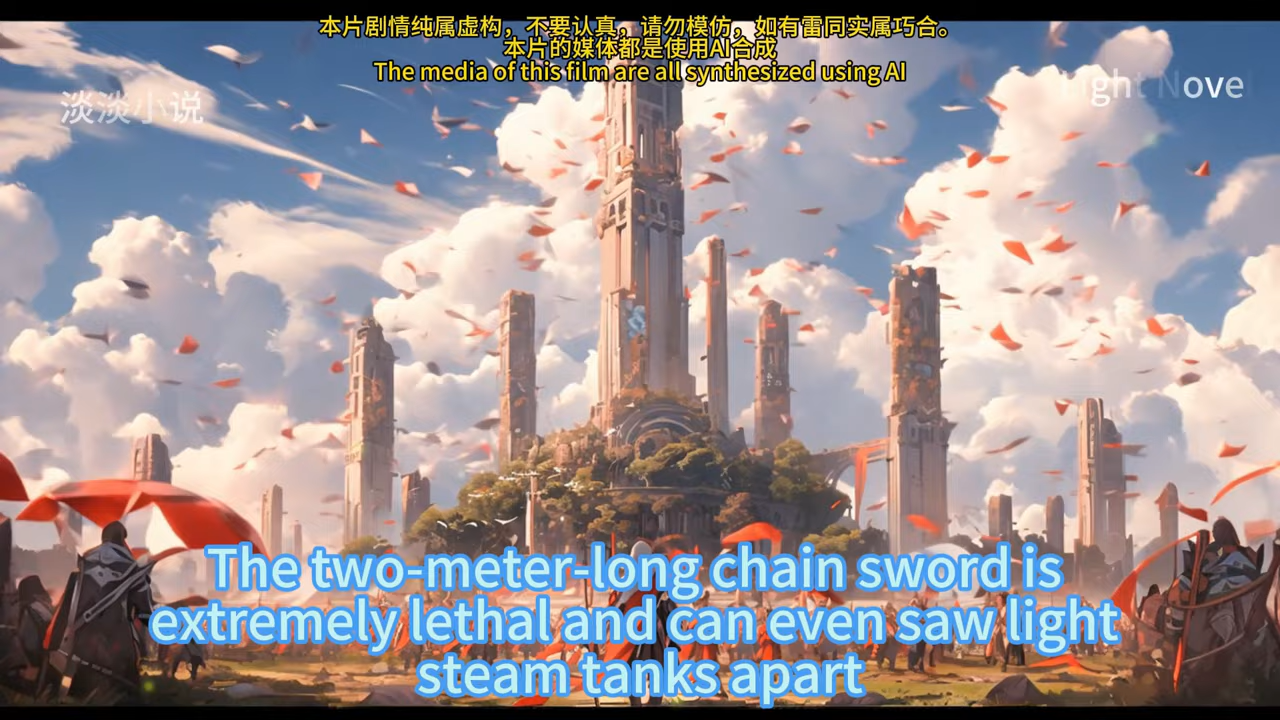 本片剧情纯属虚构，不要认真，请勿模仿，如有雷同实属巧合。
本片的媒体都是使用AI合成
The media of this film are all synthesized using AI
淡淡小说
Light Novel
The two-meter-long chain sword is
extremely lethal and can even saw light
steam tanks apart